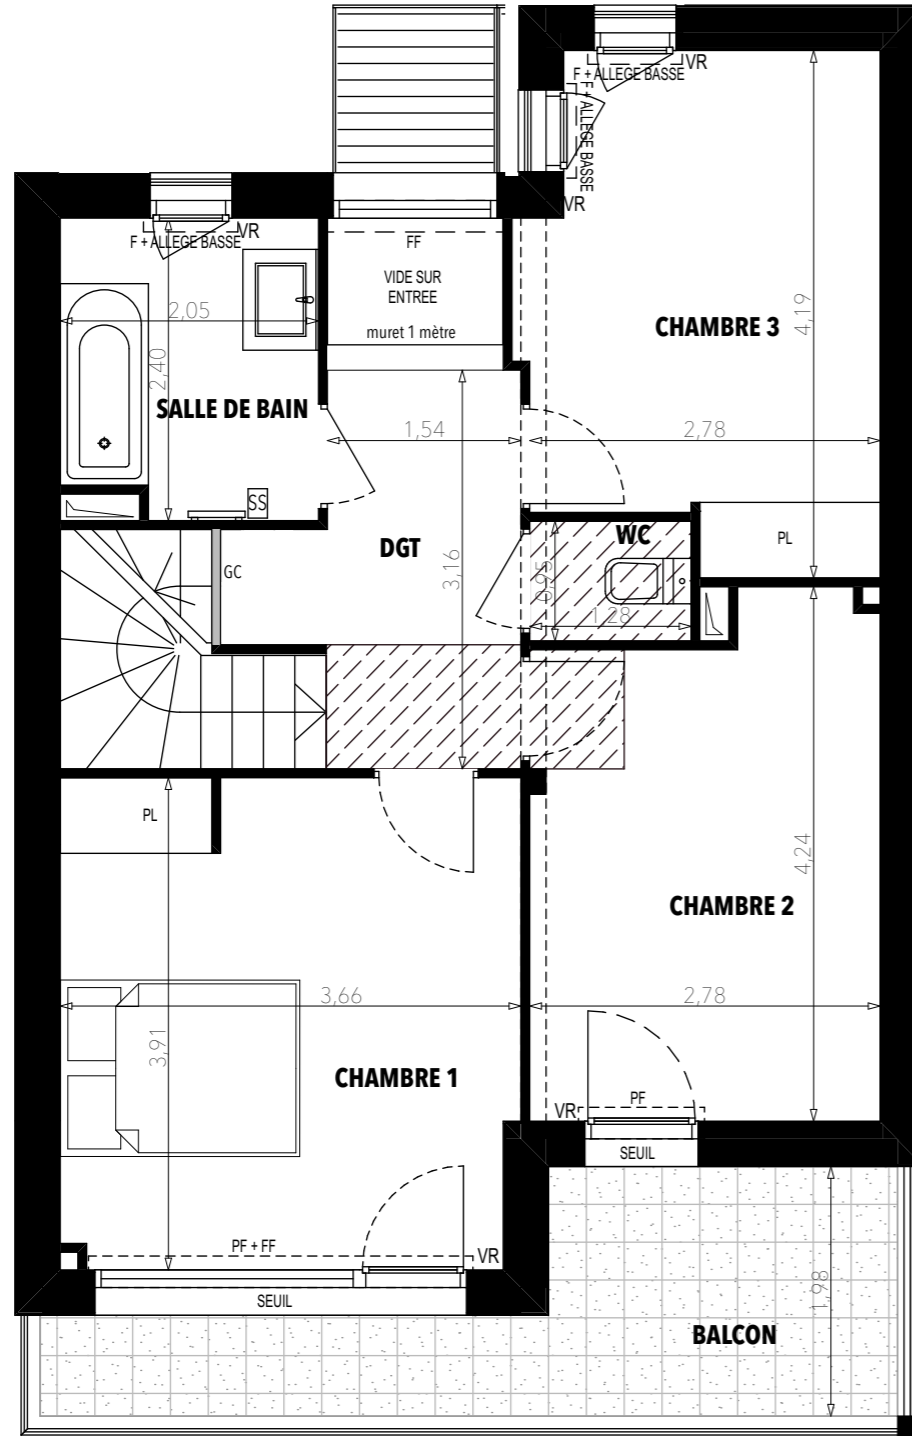 VR
F + ALLEGE BASSE
F + ALLEGE BASSE
VR
VR
F + ALLEGE BASSE
FF
VIDE SUR
ENTREE
muret 1 mètre
2,05
2,40
SALLE DE BAIN
CHAMBRE 3
4,19
1,54
2,78
SS
DGT
WC
PL
GC
3,16
0,95
1,28
PL
4,24
CHAMBRE 2
3,66
2,78
3,91
CHAMBRE 1
VR
PF
SEUIL
PF + FF
VR
SEUIL
1,98
BALCON